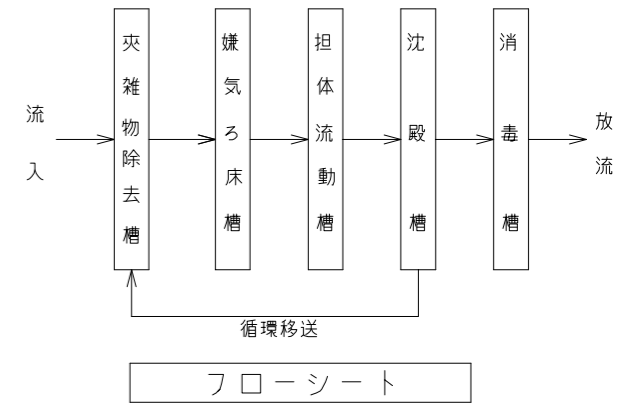 流入
夾雑物除去槽
嫌気ろ床槽
担体流動槽
沈殿槽
消毒槽
放流
循環移送
フローシート